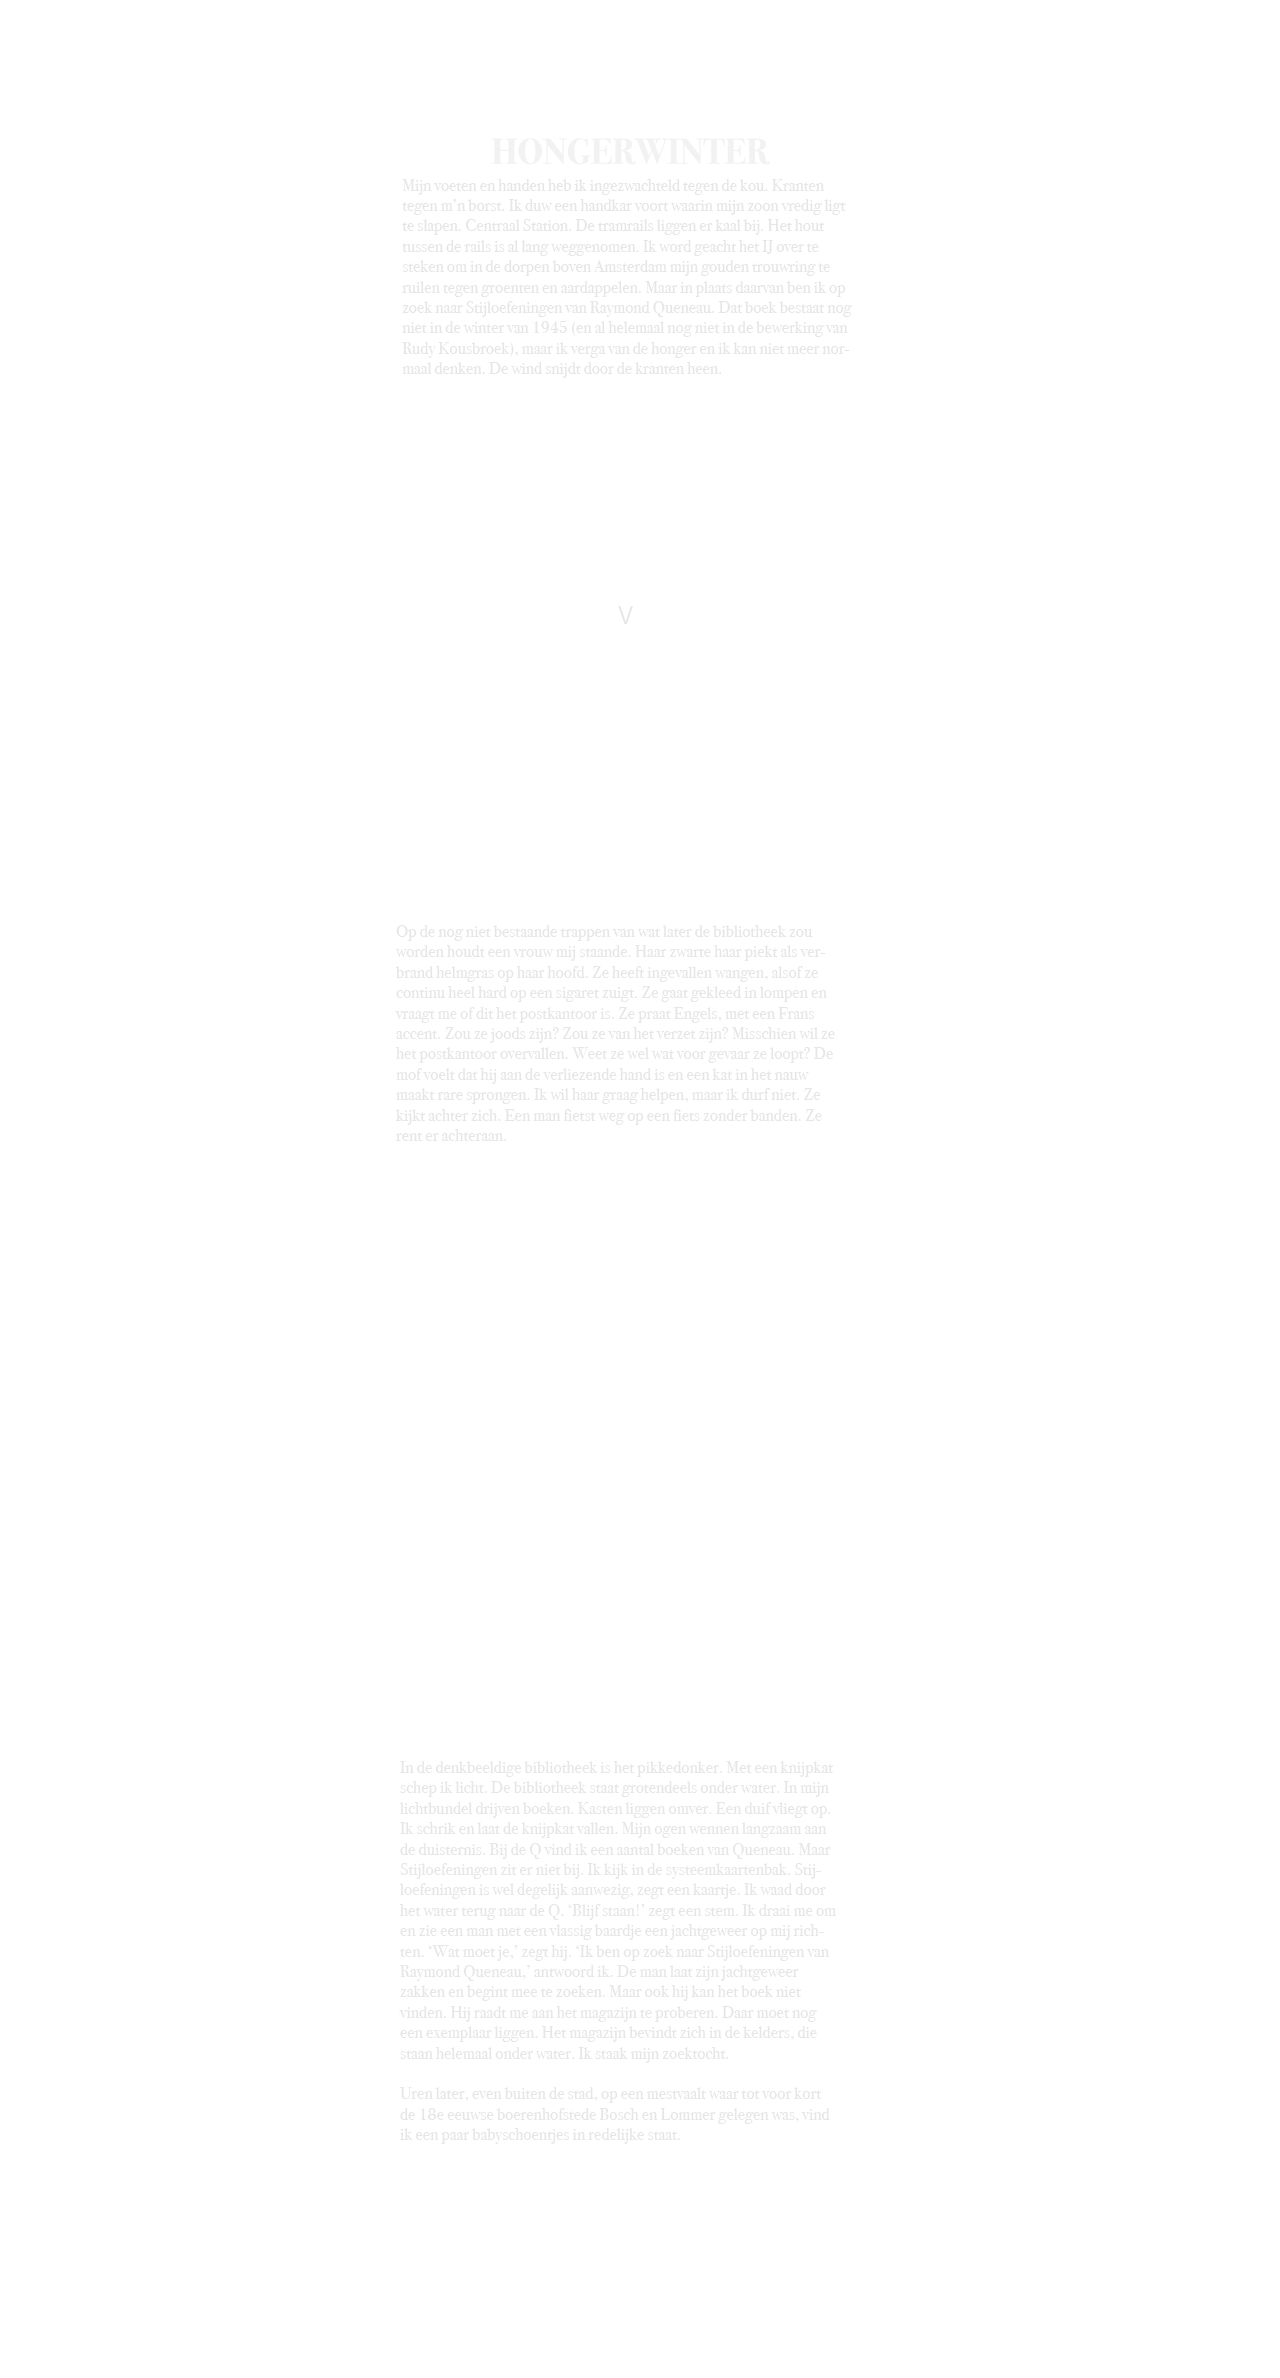 HONGERWINTER
Mijn voeten en handen heb ik ingezwachteld tegen de kou. Kranten
tegen m'n borst. Ik duw een handkar voort waarin mijn zoon vredig ligt
te slapen. Centraal Station. De tramrails liggen er kaal bij. Het hout
tussen de rails is al lang weggenomen. Ik word geacht het IJ over te
steken om in de dorpen boven Amsterdam mijn gouden trouwring te
ruilen tegen groenten en aardappelen. Maar in plaats daarvan ben ik op
zoek naar Stijloefeningen van Raymond Queneau. Dat boek bestaat nog
niet in de winter van 1945 (en al helemaal nog niet in de bewerking van
Rudy Kousbroek), maar ik verga van de honger en ik kan niet meer nor-
maal denken. De wind snijdt door de kranten heen.
V
Op de nog niet bestaande trappen van wat later de bibliotheek zou
worden houdt een vrouw mij staande. Haar zwarte haar piekt als ver-
brand helmgras op haar hoofd. Ze heeft ingevallen wangen, alsof ze
continu heel hard op een sigaret zuigt. Ze gaat gekleed in lompen en
vraagt me of dit het postkantoor is. Ze praat Engels, met een Frans
accent. Zou ze joods zijn? Zou ze van het verzet zijn? Misschien wil ze
het postkantoor overvallen. Weet ze wel wat voor gevaar ze loopt? De
mof voelt dat hij aan de verliezende hand is en een kat in het nauw
maakt rare sprongen. Ik wil haar graag helpen, maar ik durf niet. Ze
kijkt achter zich. Een man fietst weg op een fiets zonder banden. Ze
rent er achteraan.
In de denkbeeldige bibliotheek is het pikkedonker. Met een knijpkat
schep ik licht. De bibliotheek staat grotendeels onder water. In mijn
lichtbundel drijven boeken. Kasten liggen omver. Een duif vliegt op.
Ik schrik en laat de knijpkat vallen. Mijn ogen wennen langzaam aan
de duisternis. Bij de Q vind ik een aantal boeken van Queneau. Maar
Stijloefeningen zit er niet bij. Ik kijk in de systeemkaartenbak. Stij-
loefeningen is wel degelijk aanwezig, zegt een kaartje. Ik waad door
het water terug naar de Q. ‘Blijf staan!’ zegt een stem. Ik draai me om
en zie een man met een vlassig baardje een jachtgeweer op mij rich-
ten. ‘Wat moet je,’ zegt hij. ‘Ik ben op zoek naar Stijloefeningen van
Raymond Queneau,’ antwoord ik. De man laat zijn jachtgeweer
zakken en begint mee te zoeken. Maar ook hij kan het boek niet
vinden. Hij raadt me aan het magazijn te proberen. Daar moet nog
een exemplaar liggen. Het magazijn bevindt zich in de kelders, die
staan helemaal onder water. Ik staak mijn zoektocht.
Uren later, even buiten de stad, op een mestvaalt waar tot voor kort
de 18e eeuwse boerenhofstede Bosch en Lommer gelegen was, vind
ik een paar babyschoentjes in redelijke staat.